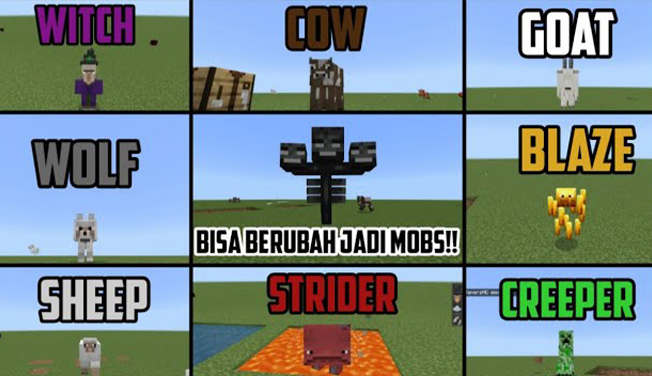 WITCH
COW
GOAT
WOLF
BISA BERUBAH JADI MOBS!!
BLAZE
SHEEP
STRIDER
CREEPER